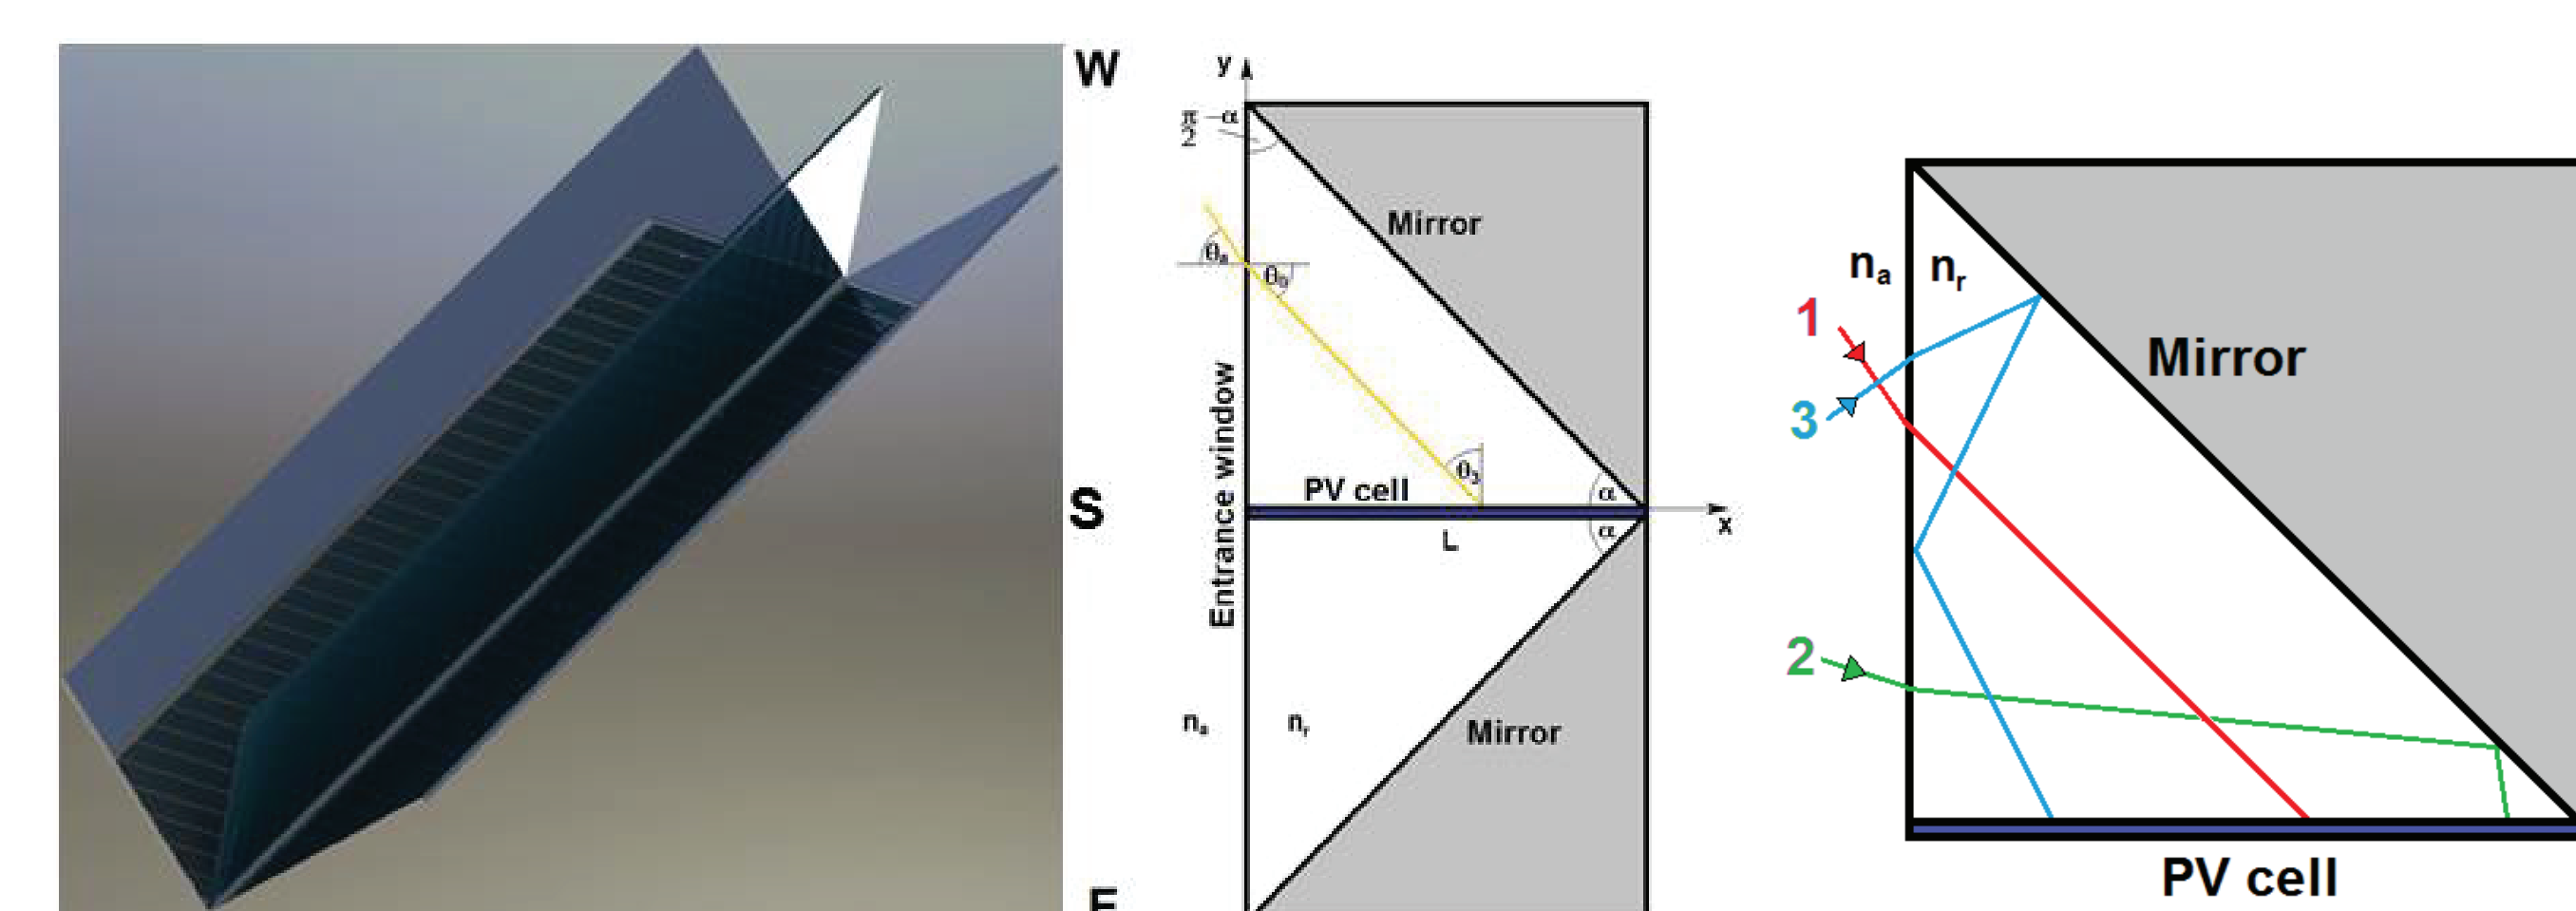 W
S
E
y
π/2 −α
Mirror
θa
θ0
PV cell
θ2
α
α
x
L
Entrance window
na
nr
Mirror
na
nr
1
3
2
Mirror
PV cell